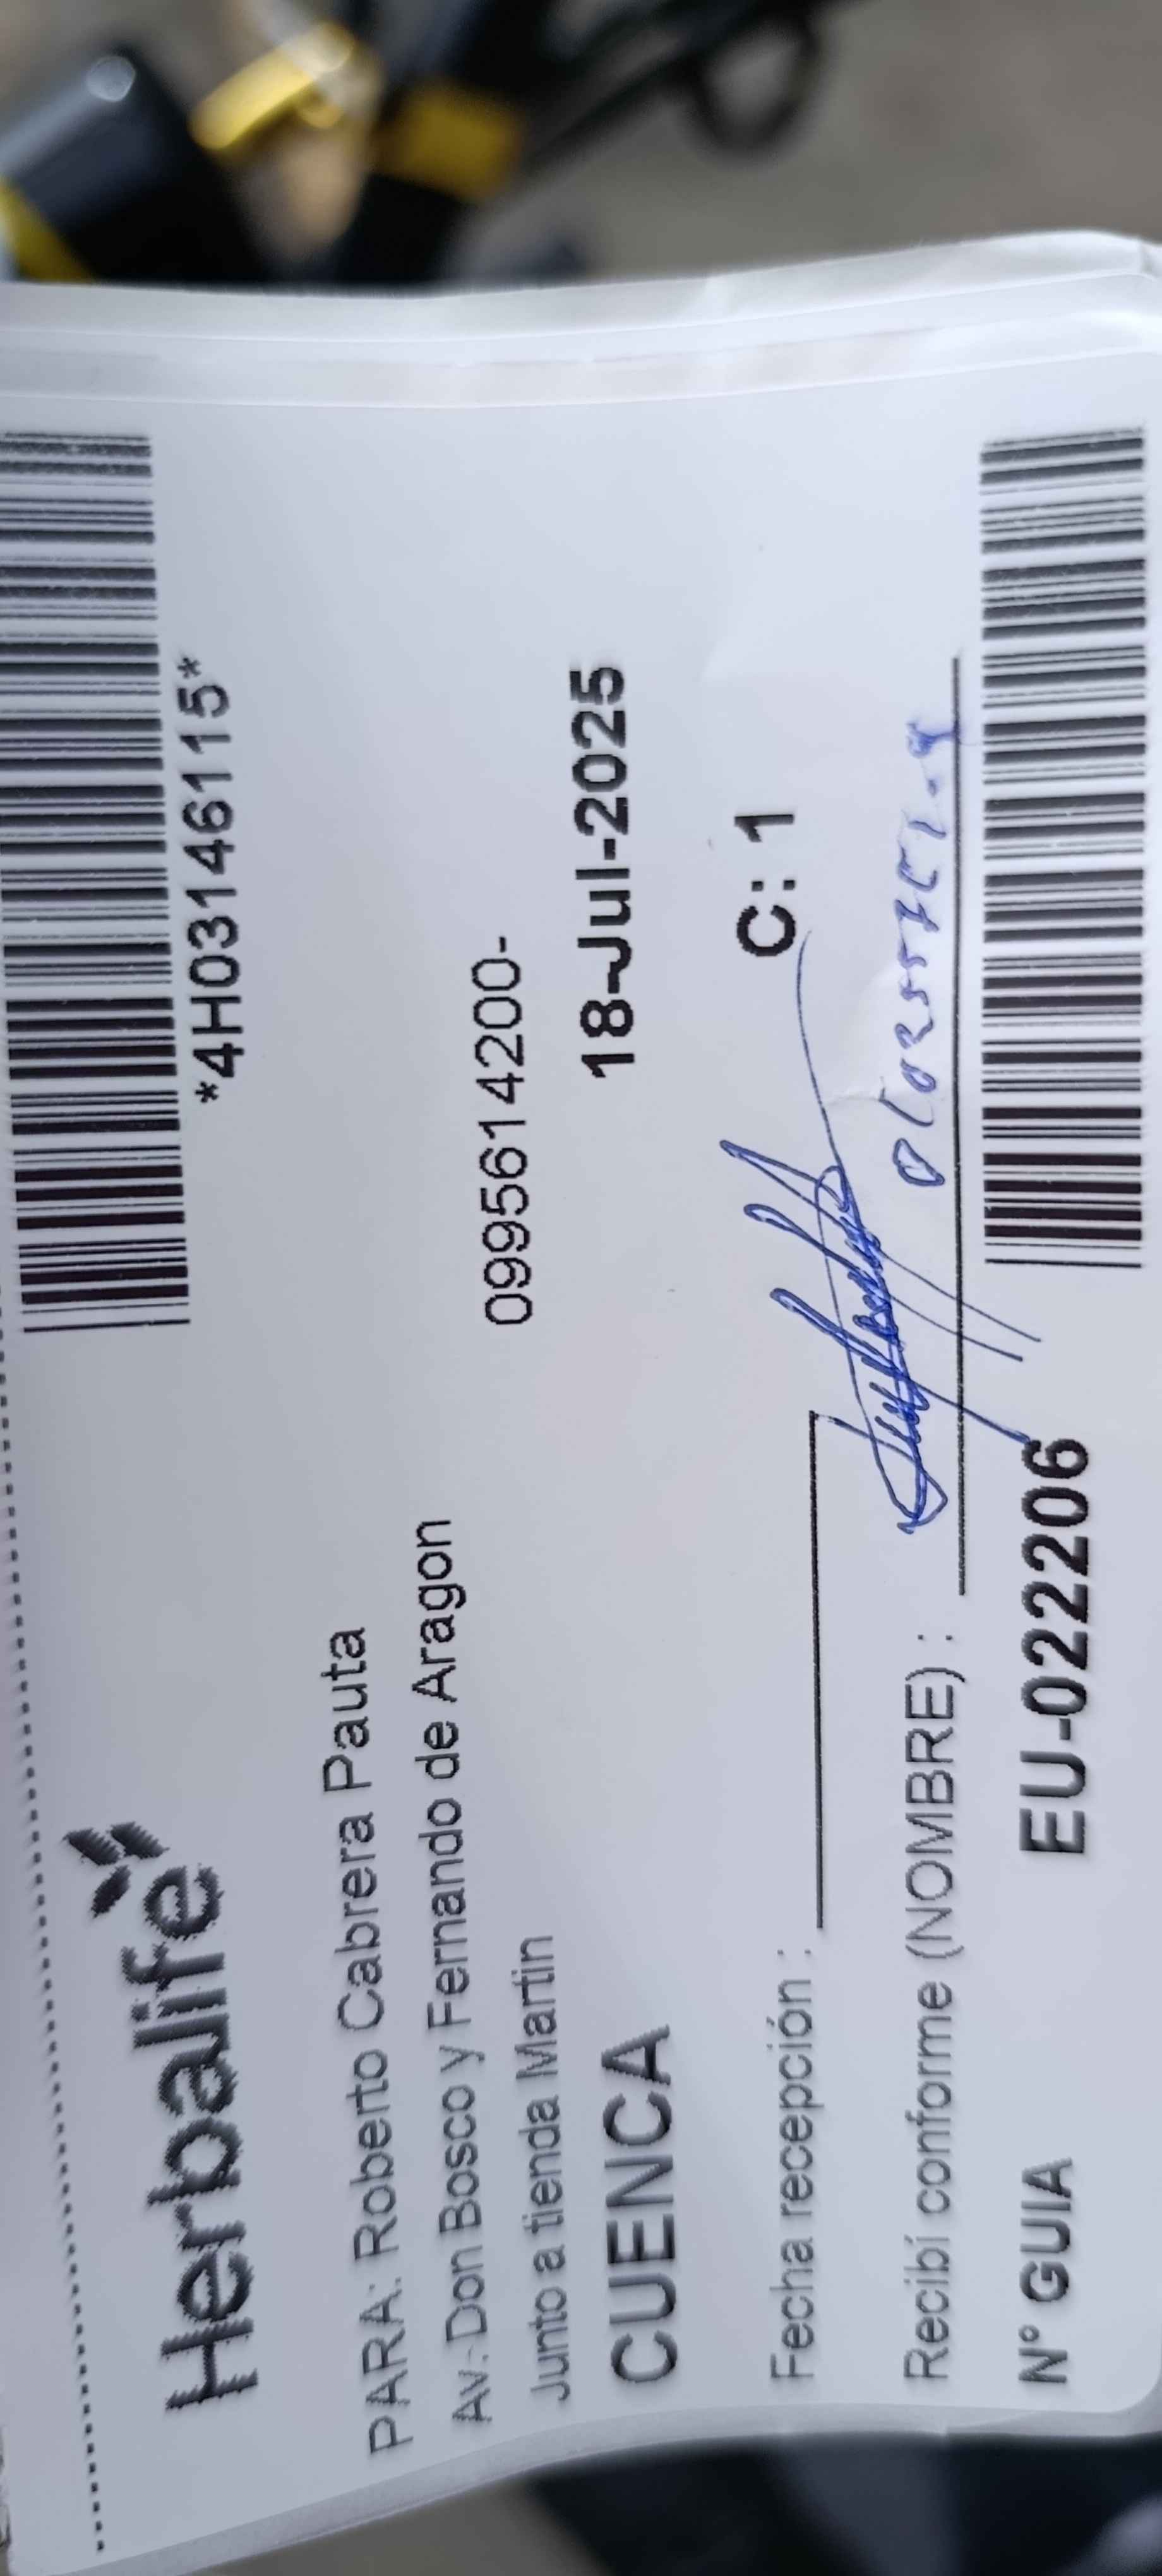 *4H03146115*
Herbalife
PARA: Roberto Cabrera Pauta
Av. Don Bosco y Fernando de Aragon
0995614200-
Junto a tienda Martin
CUENCA 18-Jul-2025
Fecha recepción : C: 1
Recibí conforme (NOMBRE) :
N° GUIA EU-022206